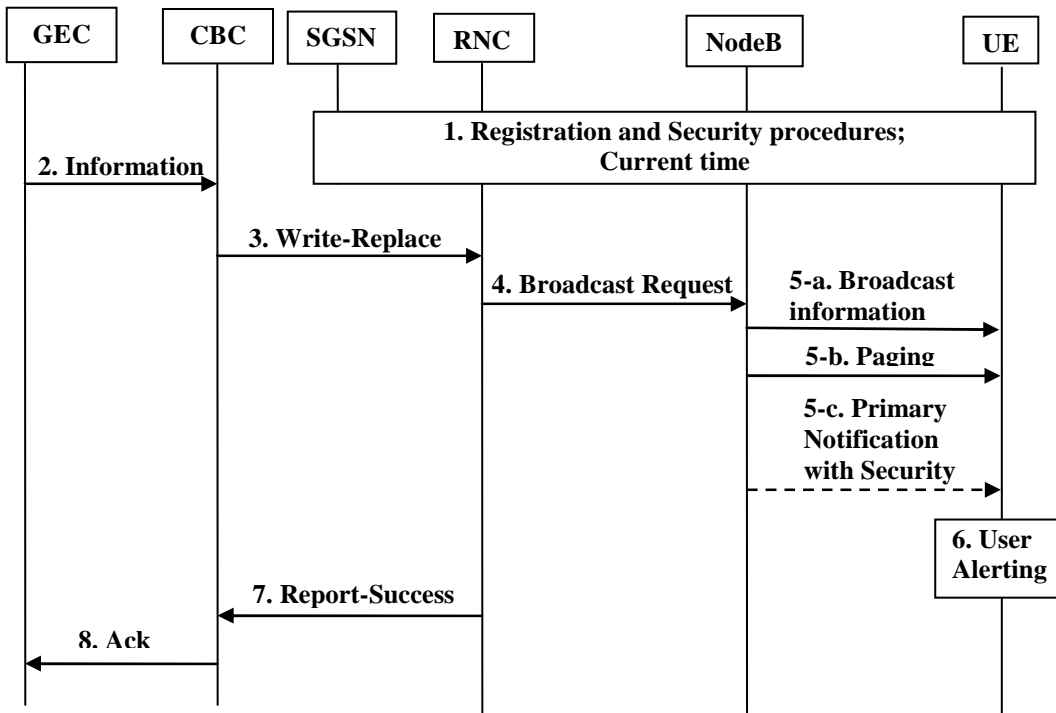 GEC
CBC
SGSN
RNC
NodeB
UE
1. Registration and Security procedures;
Current time
2. Information
3. Write-Replace
4. Broadcast Request
5-a. Broadcast
information
5-b. Paging
5-c. Primary
Notification
with Security
6. User
Alerting
7. Report-Success
8. Ack